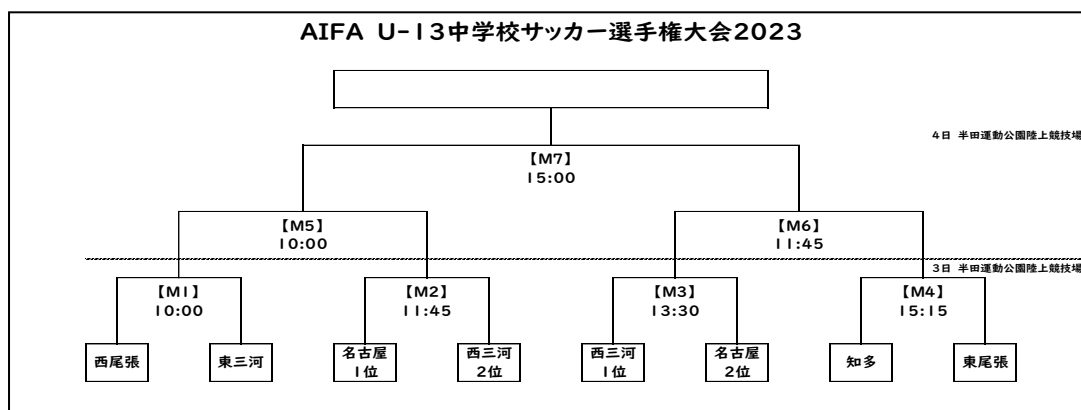 AIFA U-13中学校サッカー選手権大会2023
4日 半田運動公園陸上競技場
【M7】
15:00
【M5】
10:00
【M6】
11:45
3日 半田運動公園陸上競技場
【M1】
10:00
【M2】
11:45
【M3】
13:30
【M4】
15:15
西尾張
東三河
名古屋
1位
西三河
2位
西三河
1位
名古屋
2位
知多
東尾張